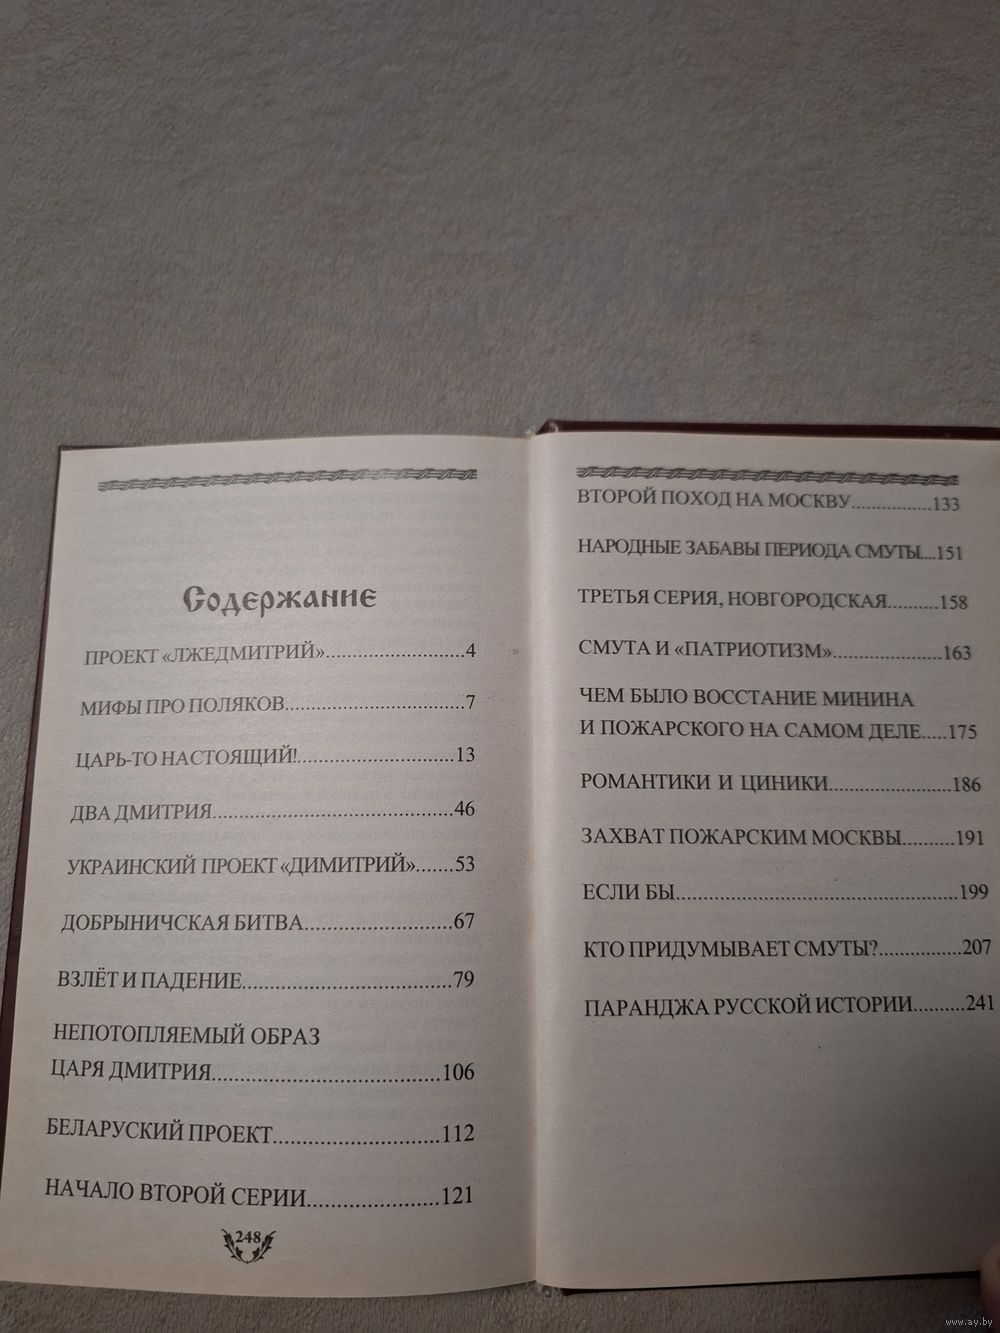 Содержание
ПРОЕКТ «ЛЖЕДМИТРИЙ»..........................4
МИФЫ ПРО ПОЛЯКОВ.................................7
ЦАРЬ-ТО НАСТОЯЩИЙ!.............................13
ДВА ДМИТРИЯ.............................................46
УКРАИНСКИЙ ПРОЕКТ «ДИМИТРИЙ».......53
ДОБРЫНИЧСКАЯ БИТВА...........................67
ВЗЛЁТ И ПАДЕНИЕ......................................79
НЕПОТОПЛЯЕМЫЙ ОБРАЗ
ЦАРЯ ДМИТРИЯ.........................................106
БЕЛАРУСКИЙ ПРОЕКТ.............................112
НАЧАЛО ВТОРОЙ СЕРИИ.......................121
248
ВТОРОЙ ПОХОД НА МОСКВУ................133
НАРОДНЫЕ ЗАБАВЫ ПЕРИОДА СМУТЫ....151
ТРЕТЬЯ СЕРИЯ, НОВГОРОДСКАЯ..........158
СМУТА И «ПАТРИОТИЗМ».....................163
ЧЕМ БЫЛО ВОССТАНИЕ МИНИНА
И ПОЖАРСКОГО НА САМОМ ДЕЛЕ.....175
РОМАНТИКИ И ЦИНИКИ.......................186
ЗАХВАТ ПОЖАРСКИМ МОСКВЫ..........191
ЕСЛИ БЫ...................................................199
КТО ПРИДУМЫВАЕТ СМУТЫ?................207
ПАРАНДЖА РУССКОЙ ИСТОРИИ..........241
www.ay.by